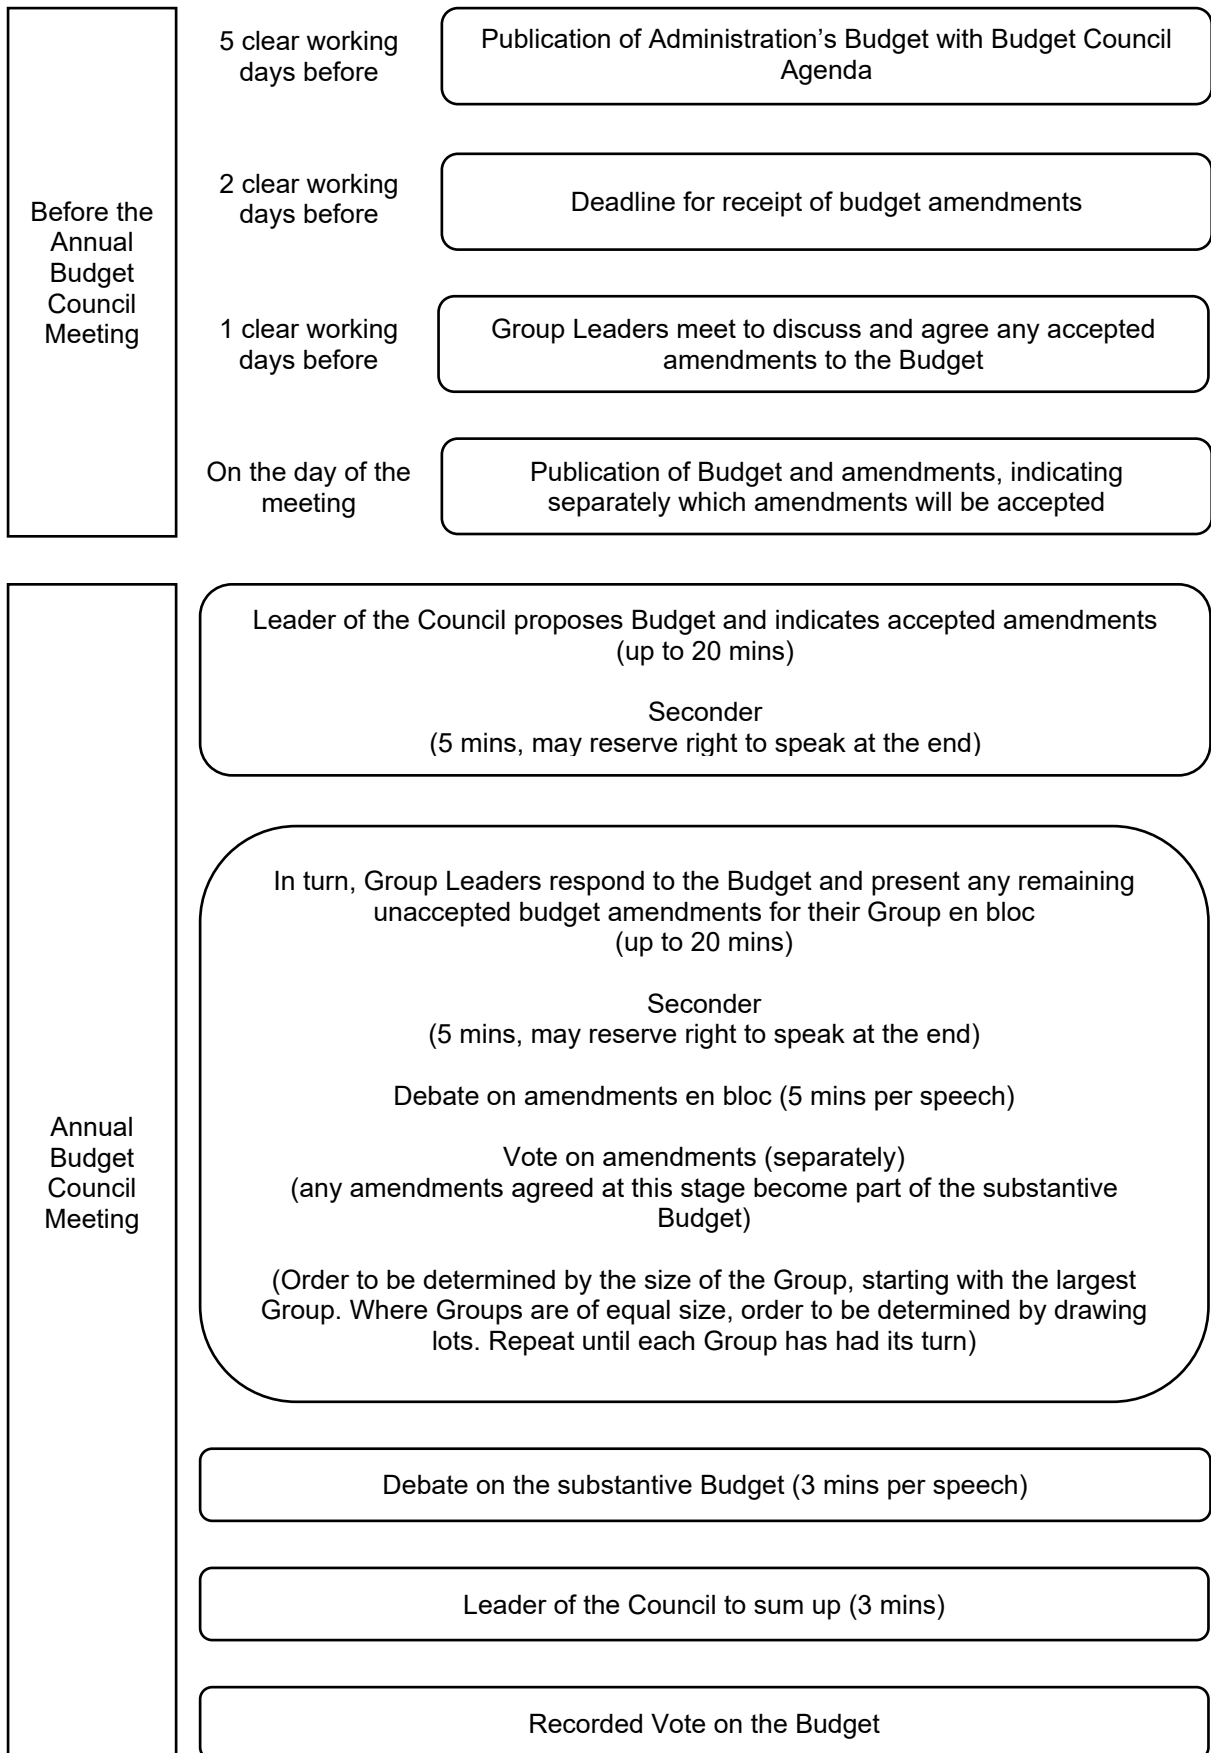 Before the
Annual
Budget
Council
Meeting
5 clear working
days before
Publication of Administration’s Budget with Budget Council
Agenda
2 clear working
days before
Deadline for receipt of budget amendments
1 clear working
days before
Group Leaders meet to discuss and agree any accepted
amendments to the Budget
On the day of the
meeting
Publication of Budget and amendments, indicating
separately which amendments will be accepted
Annual
Budget
Council
Meeting
Leader of the Council proposes Budget and indicates accepted amendments
(up to 20 mins)
Seconder
(5 mins, may reserve right to speak at the end)
In turn, Group Leaders respond to the Budget and present any remaining
unaccepted budget amendments for their Group en bloc
(up to 20 mins)
Seconder
(5 mins, may reserve right to speak at the end)
Debate on amendments en bloc (5 mins per speech)
Vote on amendments (separately)
(any amendments agreed at this stage become part of the substantive
Budget)
(Order to be determined by the size of the Group, starting with the largest
Group. Where Groups are of equal size, order to be determined by drawing
lots. Repeat until each Group has had its turn)
Debate on the substantive Budget (3 mins per speech)
Leader of the Council to sum up (3 mins)
Recorded Vote on the Budget